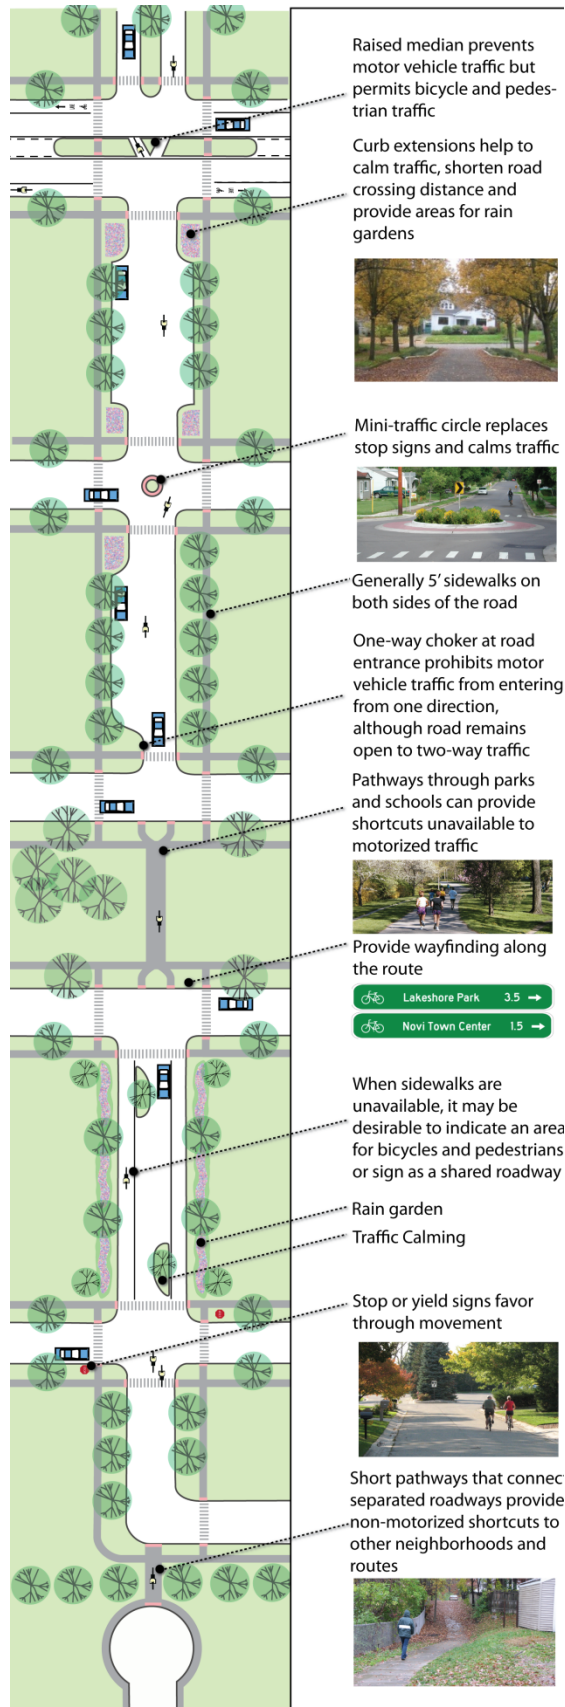 Raised median prevents
motor vehicle traffic but
permits bicycle and pedes-
trian traffic
Curb extensions help to
calm traffic, shorten road
crossing distance and
provide areas for rain
gardens
Mini-traffic circle replaces
stop signs and calms traffic
Generally 5' sidewalks on
both sides of the road
One-way choker at road
entrance prohibits motor
vehicle traffic from entering
from one direction,
although road remains
open to two-way traffic
Pathways through parks
and schools can provide
shortcuts unavailable to
motorized traffic
Provide wayfinding along
the route
Lakeshore Park 3.5 →
Novi Town Center 1.5 →
When sidewalks are
unavailable, it may be
desirable to indicate an area
for bicycles and pedestrians
or sign as a shared roadway
Rain garden
Traffic Calming
Stop or yield signs favor
through movement
Short pathways that connect
separated roadways provide
non-motorized shortcuts to
other neighborhoods and
routes